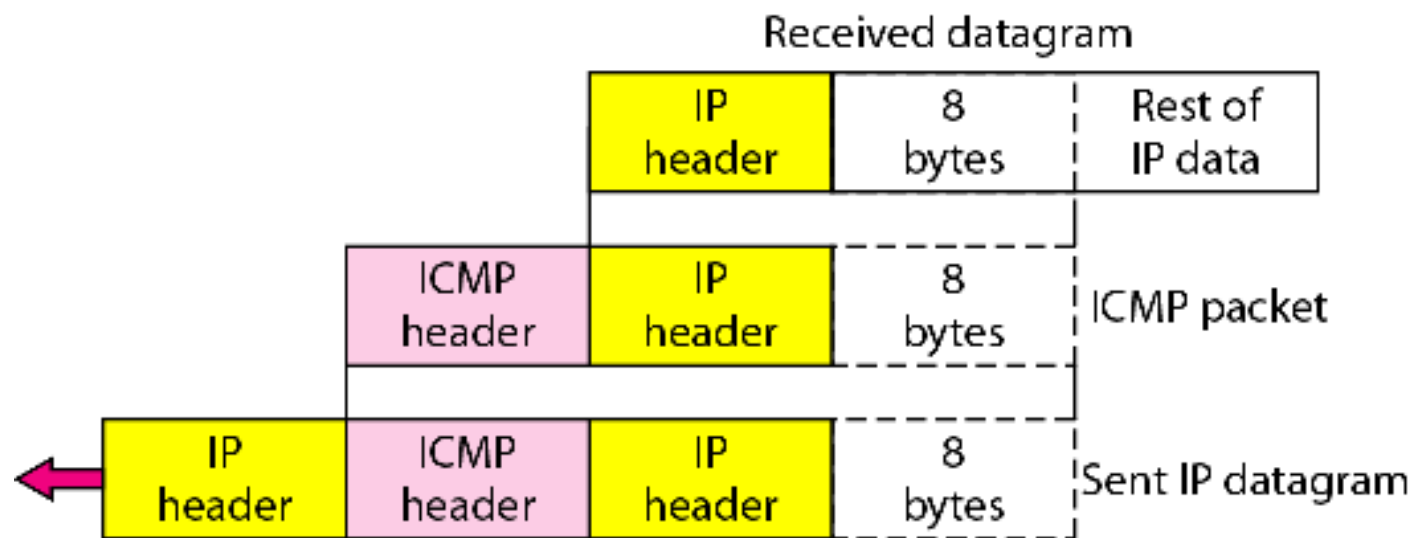 Received datagram
IP
header
8
bytes
Rest of
IP data
ICMP
header
IP
header
8
bytes
ICMP packet
IP
header
ICMP
header
IP
header
8
bytes
Sent IP datagram